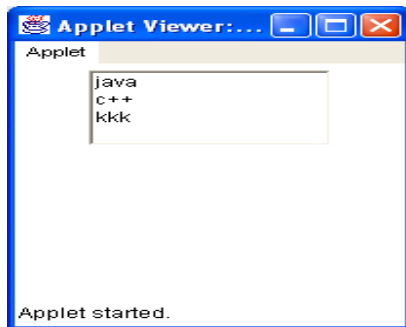 Applet Viewer:...
Applet
java
c++
kkk
Applet started.